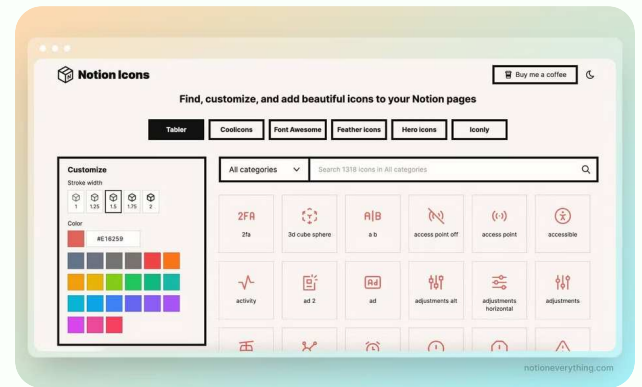 Notion Icons
Buy me a coffee
Find, customize, and add beautiful icons to your Notion pages
Tabler Coolicons Font Awesome Feather icons Hero icons Iconly
Customize
Stroke width
1 1.25 1.5 1.75 2
Color
#E16259
All categories Search 1318 icons in All categories
2FA A|B
2fa 3d cube sphere a b access point off access point accessible
Ad
activity ad 2 ad adjustments alt adjustments horizontal adjustments
notioneverything.com